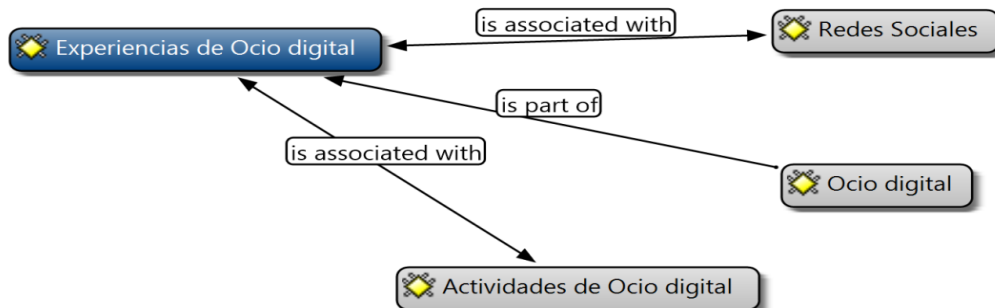 is associated with
Redes Sociales
Experiencias de Ocio digital
is part of
is associated with
Ocio digital
Actividades de Ocio digital